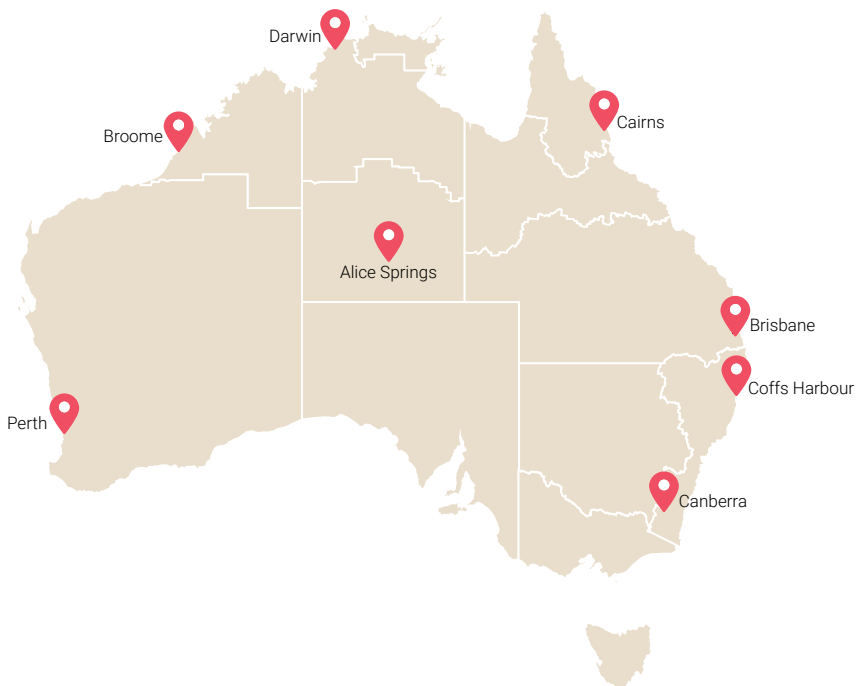 Darwin
Cairns
Broome
Alice Springs
Brisbane
Coffs Harbour
Perth
Canberra